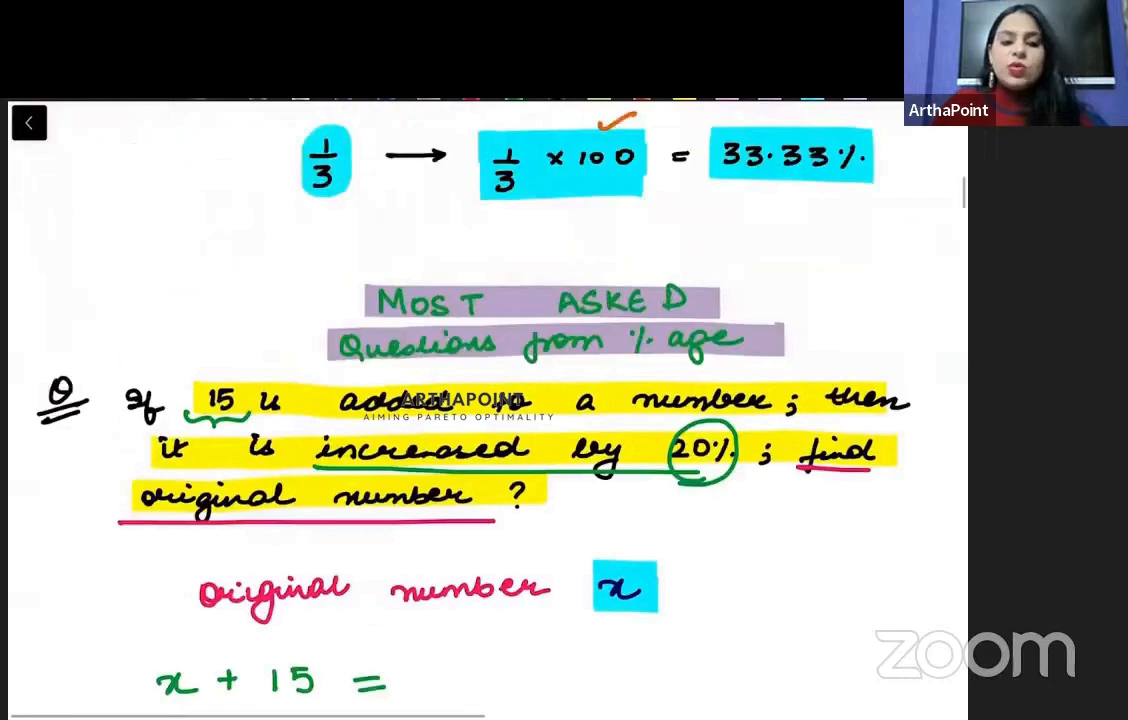 ArthaPoint
1/3 → 1/3 × 100 = 33.33%
MOST ASKED
Questions from %age
Q If 15 is added to a number; then
ARTHAPOINT
AIMING PARETO OPTIMALITY
it is increased by 20%; find
original number?
original number x
x + 15 =
zoom